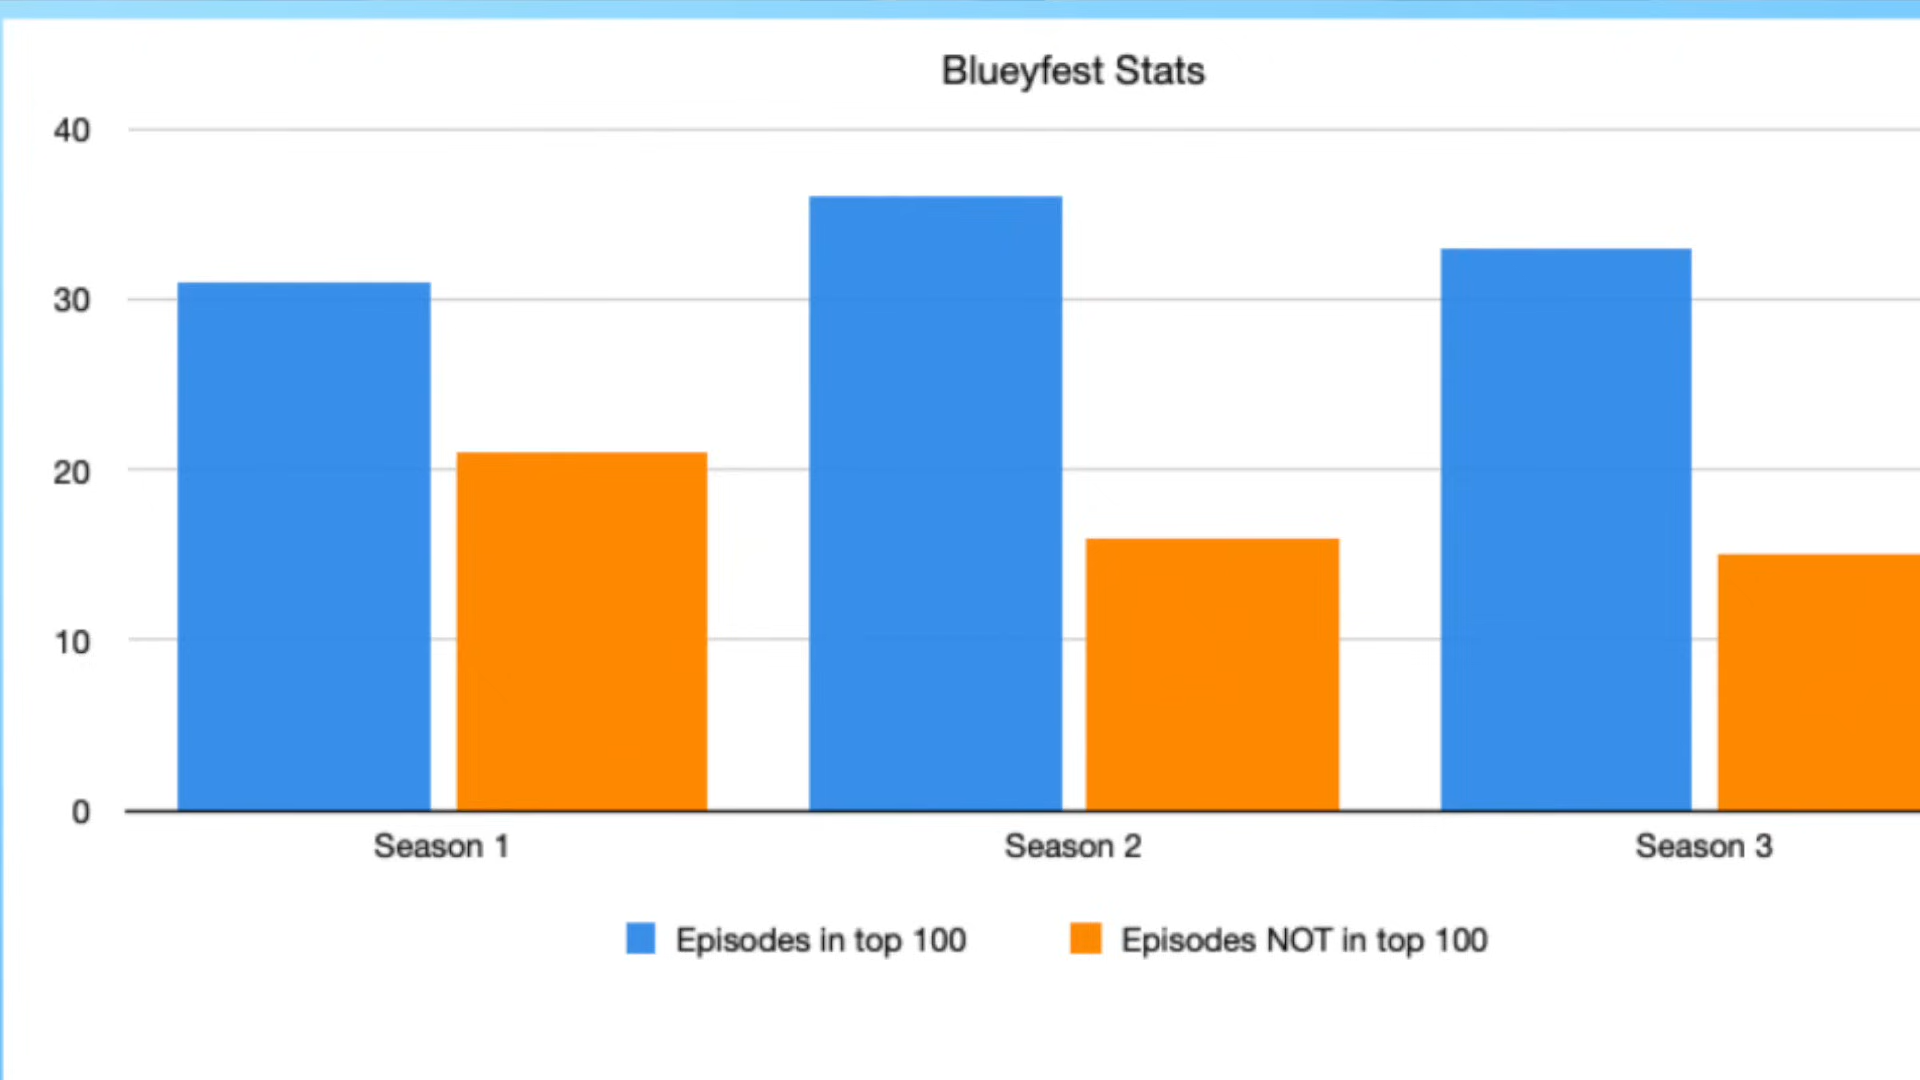 Blueyfest Stats
40
30
20
10
0
Season 1
Season 2
Season 3
Episodes in top 100
Episodes NOT in top 100